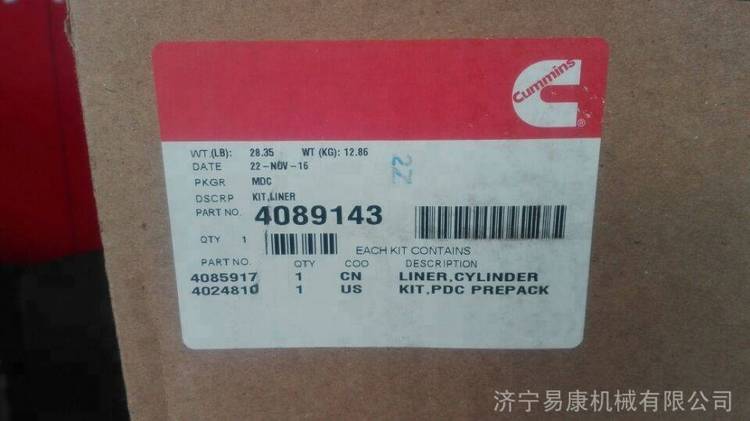 Cummins
®
WT.(LB): 28.35 WT (KG): 12.86
DATE 22-NOV-16
PKGR MDC
DSCRP KIT,LINER
PART NO. 4089143
QTY 1
22
EACH KIT CONTAINS
PART NO. QTY COO DESCRIPTION
4085917 1 CN LINER,CYLINDER
4024810 1 US KIT,PDC PREPACK
济宁易康机械有限公司